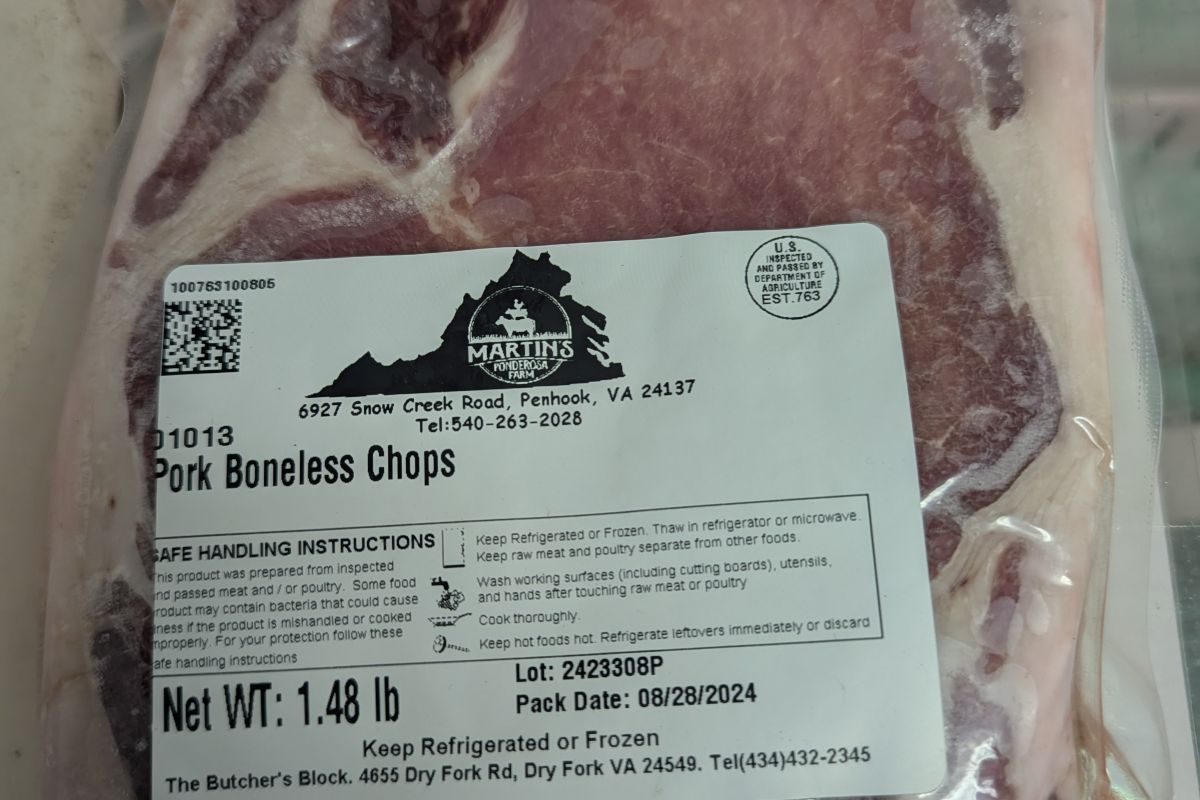 100763100805
U.S.
INSPECTED
AND PASSED BY
DEPARTMENT OF
AGRICULTURE
EST.763
MARTIN'S
PONDEROSA
FARM
6927 Snow Creek Road, Penhook, VA 24137
Tel:540-263-2028
01013
Pork Boneless Chops
AFE HANDLING INSTRUCTIONS
his product was prepared from inspected
nd passed meat and / or poultry. Some food
roduct may contain bacteria that could cause
ness if the product is mishandled or cooked
mproperly. For your protection follow these
afe handling instructions
Keep Refrigerated or Frozen. Thaw in refrigerator or microwave.
Keep raw meat and poultry separate from other foods.
Wash working surfaces (including cutting boards), utensils,
and hands after touching raw meat or poultry
Cook thoroughly.
Keep hot foods hot. Refrigerate leftovers immediately or discard
Net WT: 1.48 lb
Lot: 2423308P
Pack Date: 08/28/2024
Keep Refrigerated or Frozen
The Butcher's Block. 4655 Dry Fork Rd, Dry Fork VA 24549. Tel(434)432-2345